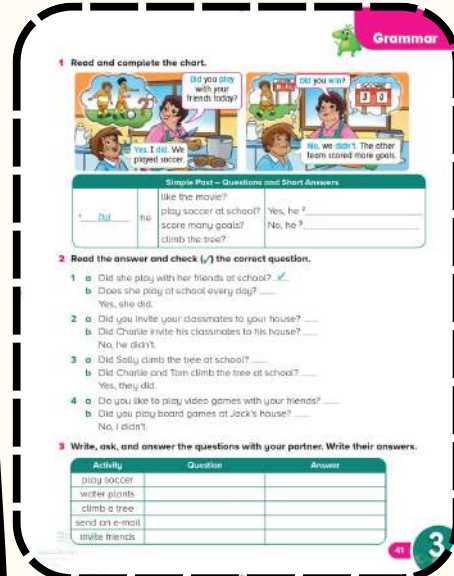 Grammar
1 Read and complete the chart.
Did you play
with your
friends today?
Yes, I did. We
played soccer.
Did you win?
3 0
No, we didn't. The other
team scored more goals.
Simple Past – Questions and Short Answers
1 Did he
like the movie?
play soccer at school?
score many goals?
climb the tree?
Yes, he 2
No, he 3
2 Read the answer and check (✓) the correct question.
1 a Did she play with her friends at school? ✓
b Does she play at school every day? ____
Yes, she did.
2 a Did you invite your classmates to your house? ____
b Did Charlie invite his classmates to his house? ____
No, he didn't.
3 a Did Sally climb the tree at school? ____
b Did Charlie and Tom climb the tree at school? ____
Yes, they did.
4 a Do you like to play video games with your friends? ____
b Did you play board games at Jack's house? ____
No, I didn't.
3 Write, ask, and answer the questions with your partner. Write their answers.
Activity Question Answer
play soccer
water plants
climb a tree
send an e-mail
invite friends
41 3